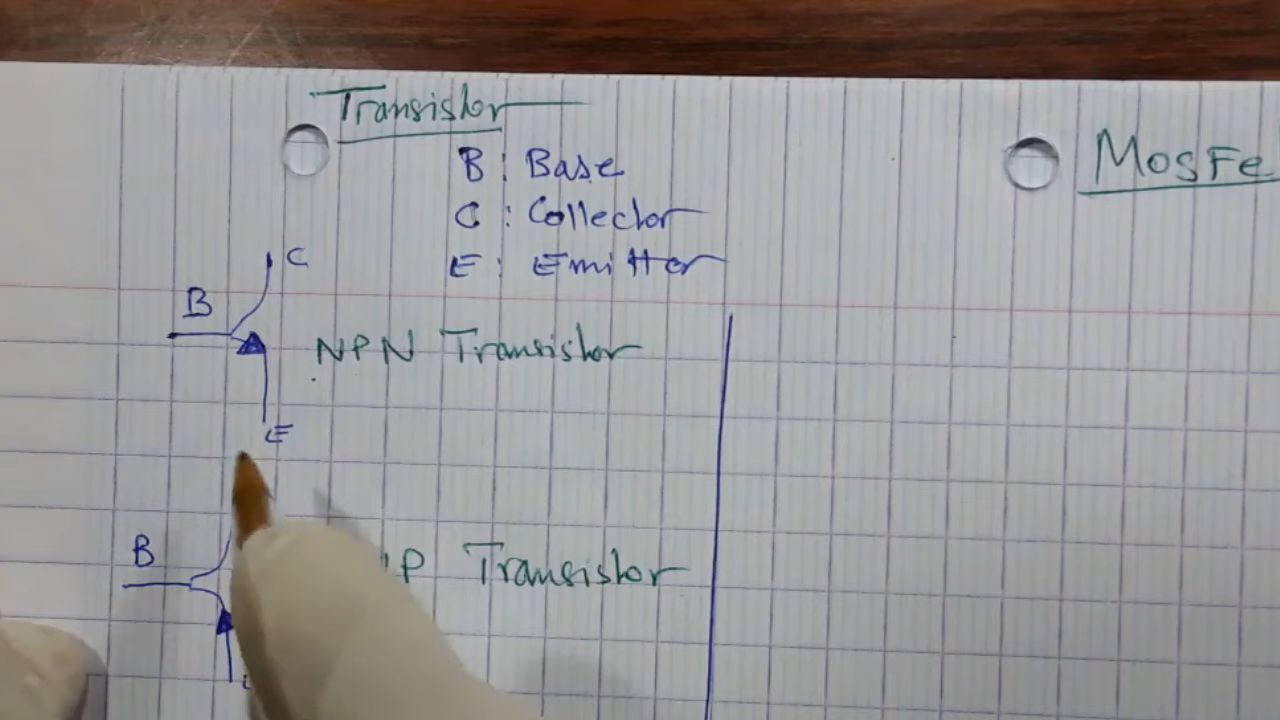 Transistor
B : Base
C : Collector
E : Emitter
C
B
NPN Transistor
E
B
Transistor
MosFe